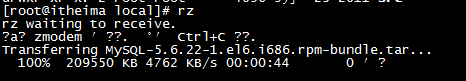 [root@itheima local]# rz
rz waiting to receive.
?a? zmodem ' ??. °' Ctrl+C ??.
Transferring MySQL-5.6.22-1.el6.i686.rpm-bundle.tar...
100% 209550 KB 4762 KB/s 00:00:44 0 ' ?